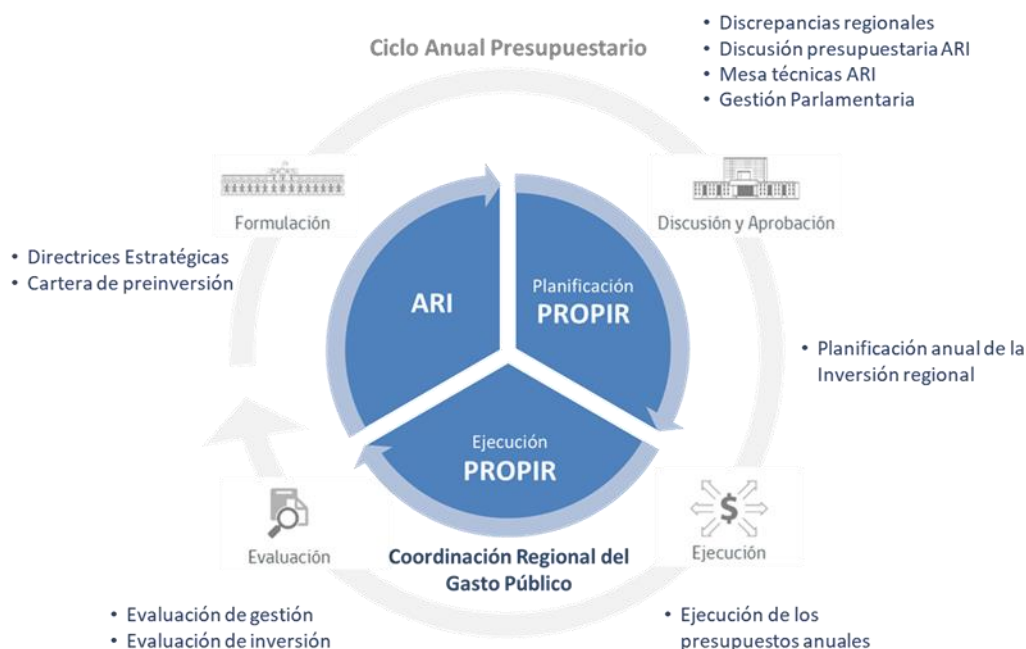 Ciclo Anual Presupuestario
• Discrepancias regionales
• Discusión presupuestaria ARI
• Mesa técnicas ARI
• Gestión Parlamentaria
Formulación
Discusión y Aprobación
• Directrices Estratégicas
• Cartera de preinversión
ARI
Planificación
PROPIR
• Planificación anual de la
Inversión regional
Ejecución
PROPIR
Evaluación
Coordinación Regional del
Gasto Público
$
Ejecución
• Evaluación de gestión
• Evaluación de inversión
• Ejecución de los
presupuestos anuales